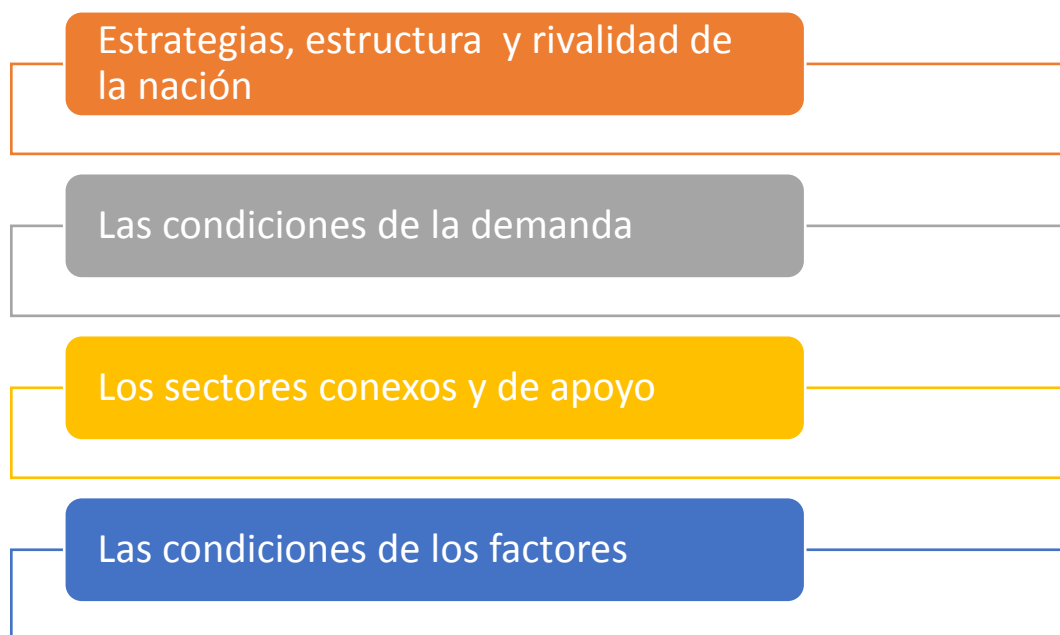 Estrategias, estructura  y rivalidad de
la nación
Las condiciones de la demanda
Los sectores conexos y de apoyo
Las condiciones de los factores